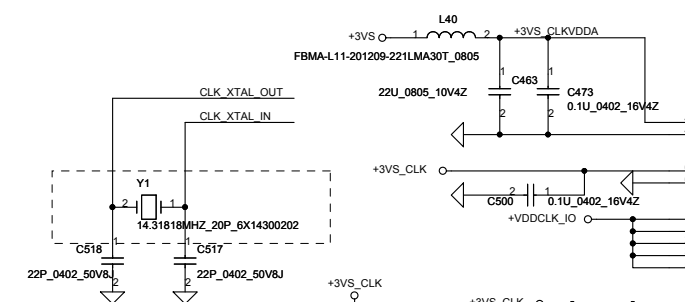 L40
+3VS 1 2 +3VS_CLKVDDA
FBMA-L11-201209-221LMA30T_0805
1 1
C463
22U_0805_10V4Z
C473
0.1U_0402_16V4Z
2 2
CLK_XTAL_OUT
CLK_XTAL_IN
+3VS_CLK
Y1
2 1
C500 2 1 0.1U_0402_16V4Z
14.31818MHZ_20P_6X14300202
+VDDCLK_IO
1 1
C518 C517
22P_0402_50V8J 22P_0402_50V8J
2 2
+3VS_CLK
+3VS_CLK